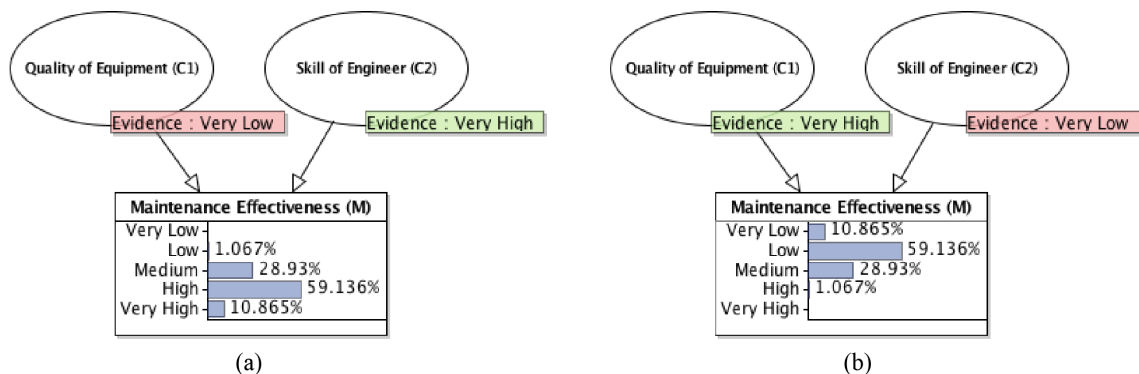 Quality of Equipment (C1)
Skill of Engineer (C2)
Evidence : Very Low
Evidence : Very High
Maintenance Effectiveness (M)
Very Low
Low 1.067%
Medium 28.93%
High 59.136%
Very High 10.865%
(a)
Quality of Equipment (C1)
Skill of Engineer (C2)
Evidence : Very High
Evidence : Very Low
Maintenance Effectiveness (M)
Very Low 10.865%
Low 59.136%
Medium 28.93%
High 1.067%
Very High
(b)